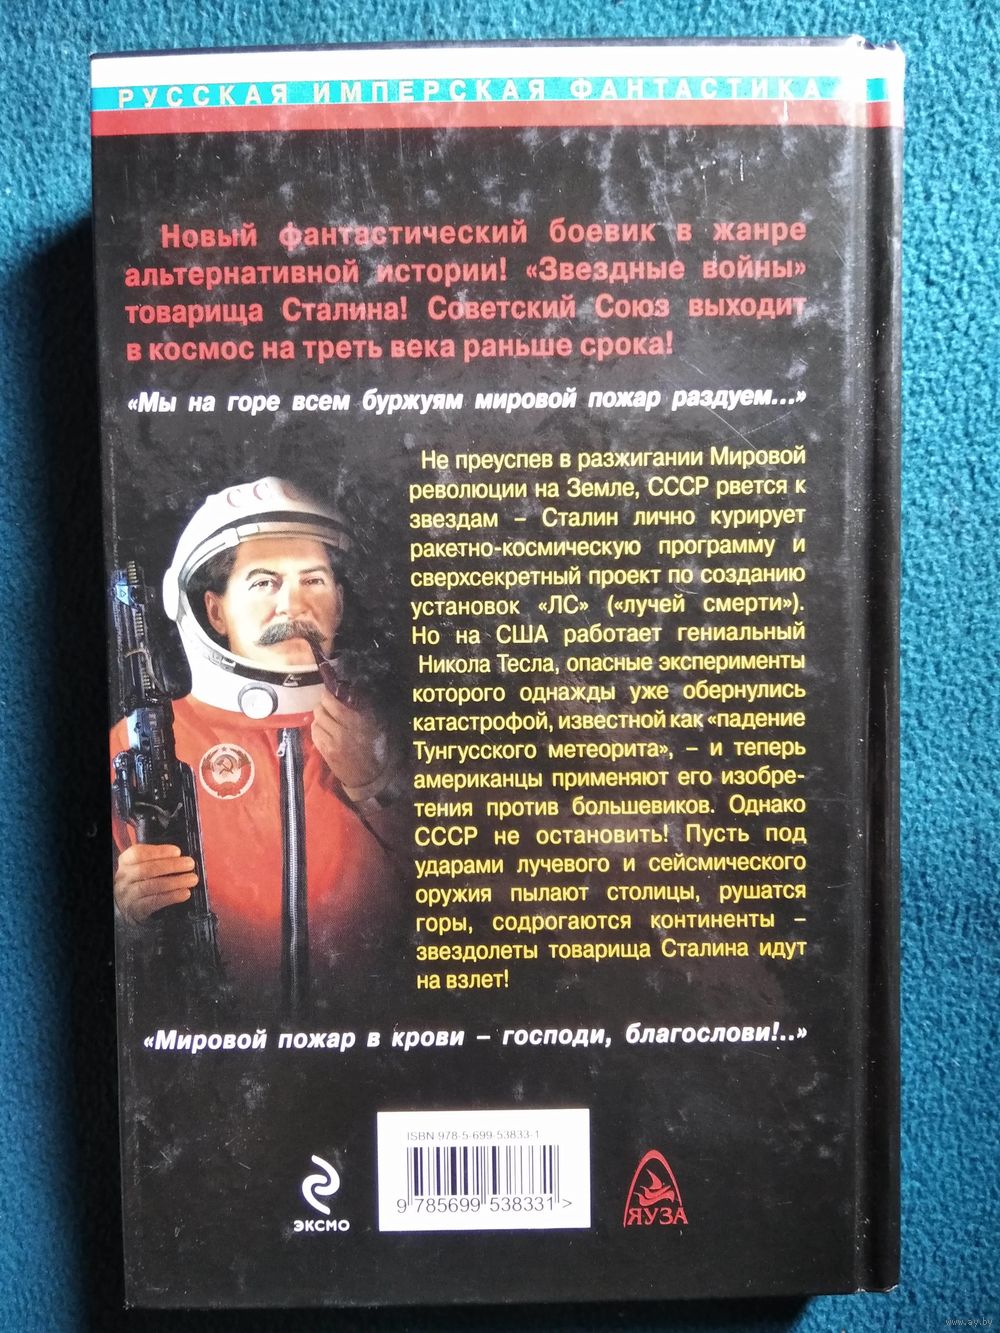 РУССКАЯ ИМПЕРСКАЯ ФАНТАСТИКА
Новый фантастический боевик в жанре
альтернативной истории! «Звездные войны»
товарища Сталина! Советский Союз выходит
в космос на треть века раньше срока!
«Мы на горе всем буржуям мировой пожар раздуем...»
Не преуспев в разжигании Мировой
революции на Земле, СССР рвется к
звездам – Сталин лично курирует
ракетно-космическую программу и
сверхсекретный проект по созданию
установок «ЛС» («лучей смерти»).
Но на США работает гениальный
Никола Тесла, опасные эксперименты
которого однажды уже обернулись
катастрофой, известной как «падение
Тунгусского метеорита», – и теперь
американцы применяют его изобре-
тения против большевиков. Однако
СССР не остановить! Пусть под
ударами лучевого и сейсмического
оружия пылают столицы, рушатся
горы, содрогаются континенты –
звездолеты товарища Сталина идут
на взлет!
«Мировой пожар в крови – господи, благослови!..»
ISBN 978-5-699-53833-1
9 785699 538331 >
ЭКСМО
ЯУЗА
www.ay.by